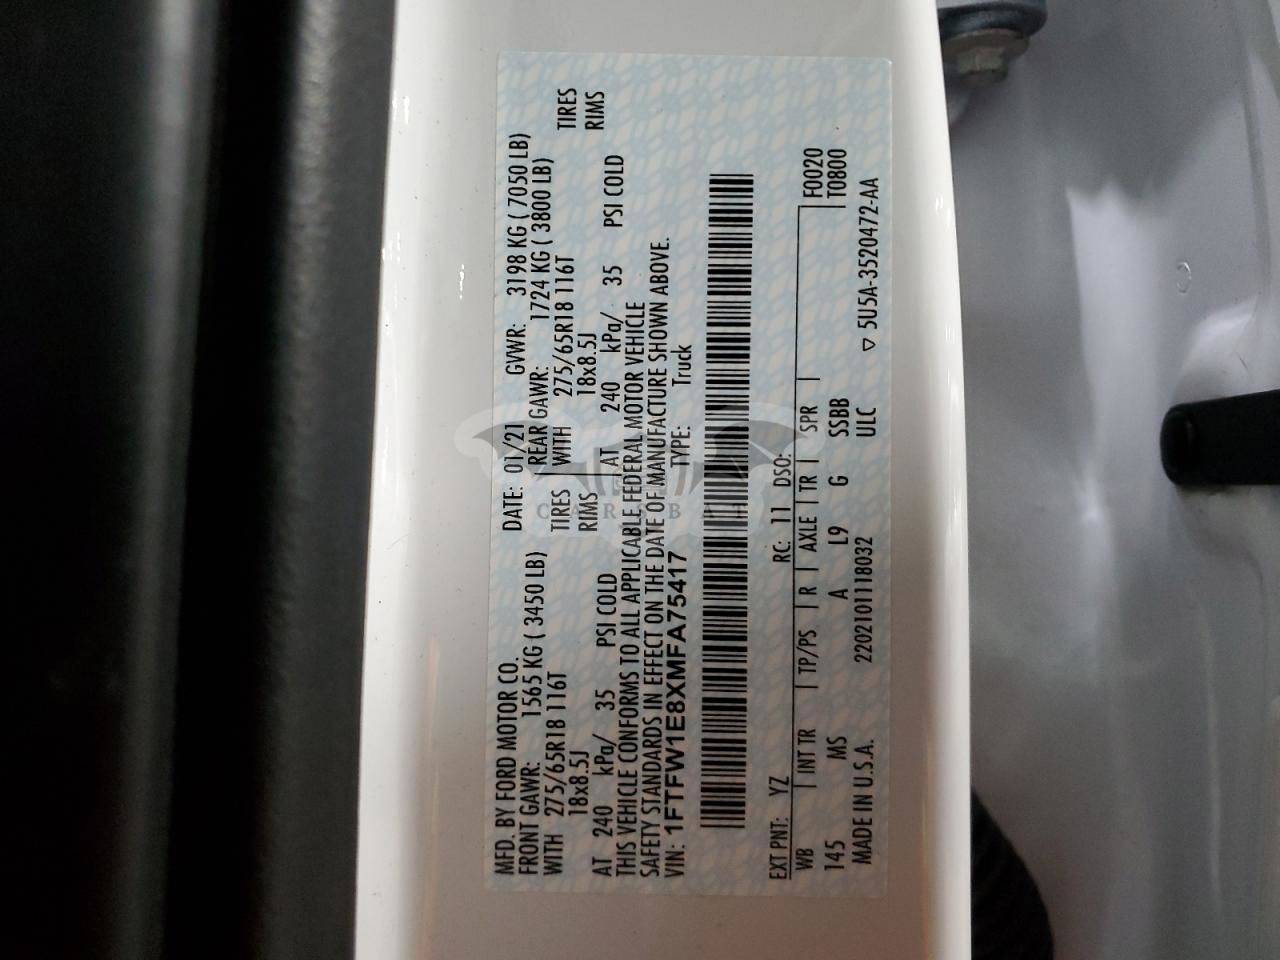 MFD. BY FORD MOTOR CO. DATE: 01/21 GVWR: 3198 KG ( 7050 LB)
FRONT GAWR: 1565 KG ( 3450 LB) REAR GAWR: 1724 KG ( 3800 LB)
WITH 275/65R18 116T TIRES WITH 275/65R18 116T TIRES
18x8.5J RIMS 18x8.5J RIMS
AT 240 kPa/ 35 PSI COLD AT 240 kPa/ 35 PSI COLD
THIS VEHICLE CONFORMS TO ALL APPLICABLE FEDERAL MOTOR VEHICLE
SAFETY STANDARDS IN EFFECT ON THE DATE OF MANUFACTURE SHOWN ABOVE.
VIN: 1FTFW1E8XMFA75417 TYPE: Truck
EXT PNT: YZ RC: 11 DSO: F0020
WB INT TR TP/PS R AXLE TR SPR T0800
145 MS A L9 G SSBB
MADE IN U.S.A. 220210111803​2 ULC ▽ 5U5A-3520472-AA
CARSBAT